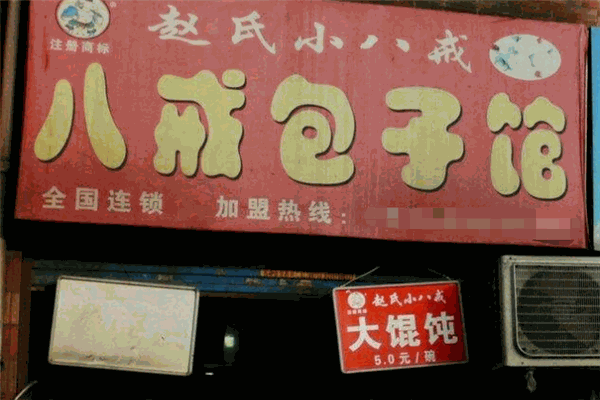 赵氏小八戒
注册商标
八戒包子馆
全国连锁 加盟热线：
赵氏小八戒
大馄饨
5.0元/碗